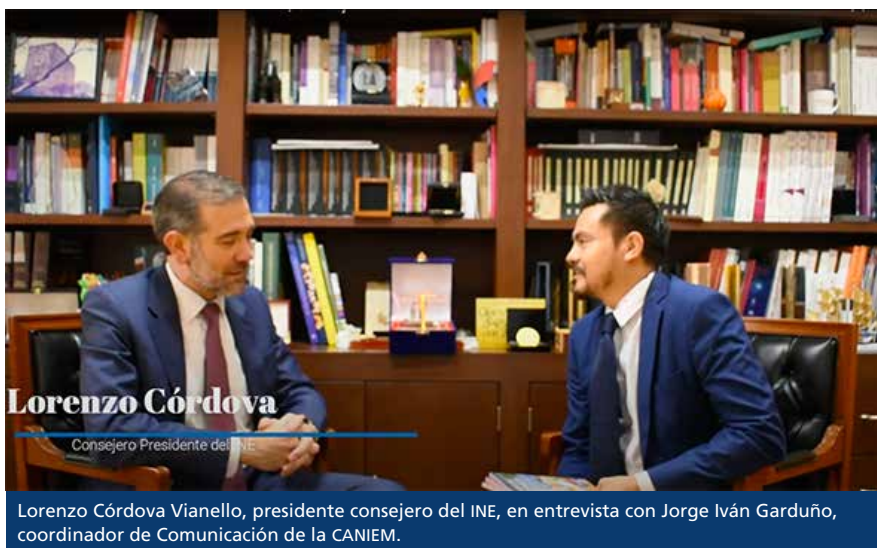 Lorenzo Córdova
Consejero Presidente del INE
Lorenzo Córdova Vianello, presidente consejero del INE, en entrevista con Jorge Iván Garduño,
coordinador de Comunicación de la CANIEM.